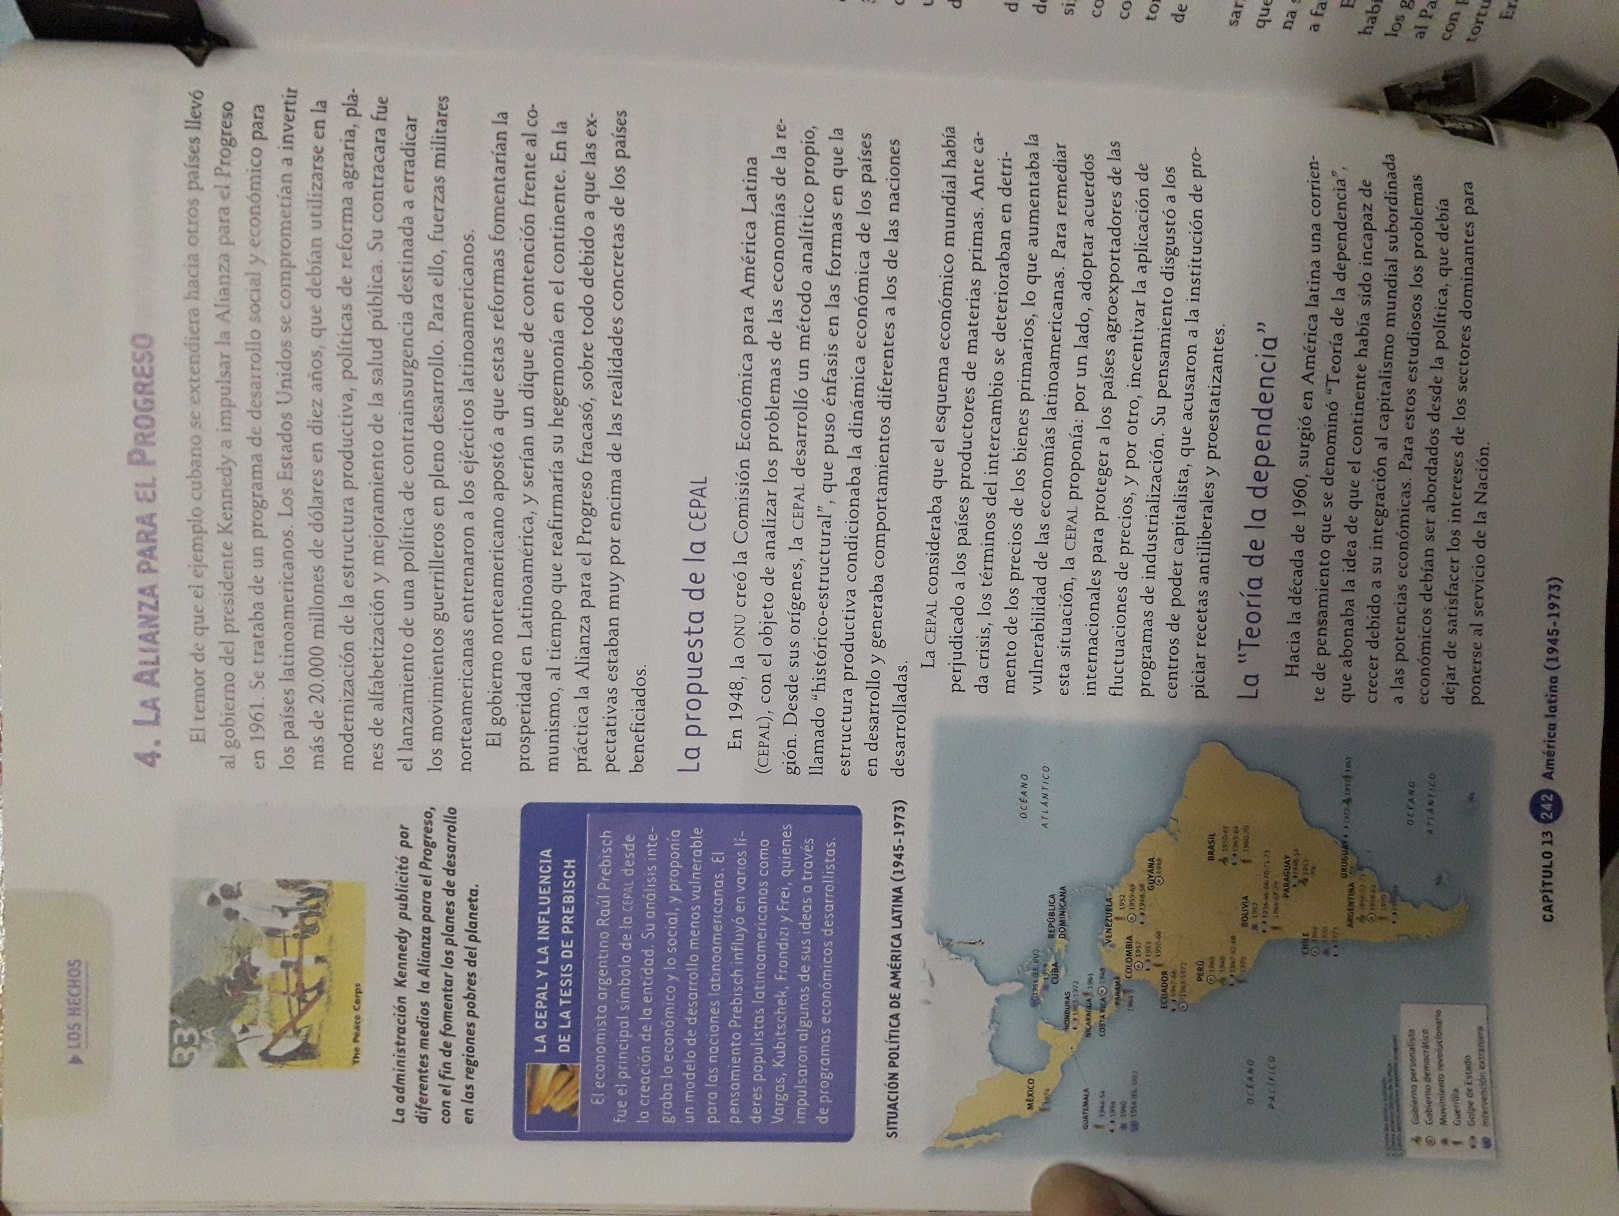 LOS HECHOS
33
The Peace Corps
La administración Kennedy publicitó por
diferentes medios la Alianza para el Progreso,
con el fin de fomentar los planes de desarrollo
en las regiones pobres del planeta.
LA CEPAL Y LA INFLUENCIA
DE LA TESIS DE PREBISCH
El economista argentino Raúl Prebisch
fue el principal símbolo de la CEPAL desde
la creación de la entidad. Su análisis inte-
graba lo económico y lo social, y proponía
un modelo de desarrollo menos vulnerable
para las naciones latinoamericanas. El
pensamiento Prebisch influyó en varios lí-
deres populistas latinoamericanos como
Vargas, Kubitschek, Frondizi y Frei, quienes
impulsaron algunas de sus ideas a través
de programas económicos desarrollistas.
4. LA ALIANZA PARA EL PROGRESO
El temor de que el ejemplo cubano se extendiera hacia otros países llevó
al gobierno del presidente Kennedy a impulsar la Alianza para el Progreso
en 1961. Se trataba de un programa de desarrollo social y económico para
los países latinoamericanos. Los Estados Unidos se comprometían a invertir
más de 20.000 millones de dólares en diez años, que debían utilizarse en la
modernización de la estructura productiva, políticas de reforma agraria, pla-
nes de alfabetización y mejoramiento de la salud pública. Su contracara fue
el lanzamiento de una política de contrainsurgencia destinada a erradicar
los movimientos guerrilleros en pleno desarrollo. Para ello, fuerzas militares
norteamericanas entrenaron a los ejércitos latinoamericanos.
El gobierno norteamericano apostó a que estas reformas fomentarían la
prosperidad en Latinoamérica, y serían un dique de contención frente al co-
munismo, al tiempo que reafirmaría su hegemonía en el continente. En la
práctica la Alianza para el Progreso fracasó, sobre todo debido a que las ex-
pectativas estaban muy por encima de las realidades concretas de los países
beneficiados.
La propuesta de la CEPAL
En 1948, la ONU creó la Comisión Económica para América Latina
(CEPAL), con el objeto de analizar los problemas de las economías de la re-
gión. Desde sus orígenes, la CEPAL desarrolló un método analítico propio,
llamado “histórico-estructural”, que puso énfasis en las formas en que la
estructura productiva condicionaba la dinámica económica de los países
en desarrollo y generaba comportamientos diferentes a los de las naciones
desarrolladas.
La CEPAL consideraba que el esquema económico mundial había
perjudicado a los países productores de materias primas. Ante ca-
da crisis, los términos del intercambio se deterioraban en detri-
mento de los precios de los bienes primarios, lo que aumentaba la
vulnerabilidad de las economías latinoamericanas. Para remediar
esta situación, la CEPAL proponía: por un lado, adoptar acuerdos
internacionales para proteger a los países agroexportadores de las
fluctuaciones de precios, y por otro, incentivar la aplicación de
programas de industrialización. Su pensamiento disgustó a los
centros de poder capitalista, que acusaron a la institución de pro-
piciar recetas antiliberales y proestatizantes.
La “Teoría de la dependencia”
Hacia la década de 1960, surgió en América latina una corrien-
te de pensamiento que se denominó “Teoría de la dependencia”,
que abonaba la idea de que el continente había sido incapaz de
crecer debido a su integración al capitalismo mundial subordinada
a las potencias económicas. Para estos estudiosos los problemas
económicos debían ser abordados desde la política, que debía
dejar de satisfacer los intereses de los sectores dominantes para
ponerse al servicio de la Nación.
SITUACIÓN POLÍTICA DE AMÉRICA LATINA (1945-1973)
OCÉANO
ATLÁNTICO
MÉXICO
CUBA
REPÚBLICA
DOMINICANA
HONDURAS
GUATEMALA
NICARAGUA
COSTA RICA
PANAMÁ
VENEZUELA
GUYANA
COLOMBIA
ECUADOR
PERÚ
BRASIL
BOLIVIA
PARAGUAY
CHILE
ARGENTINA
URUGUAY
OCÉANO
PACÍFICO
OCÉANO
ATLÁNTICO
Gobierno personalista
Gobierno democrático
Movimiento revolucionario
Guerrilla
Golpe de Estado
Intervención extranjera
CAPÍTULO 13 242 América latina (1945-1973)